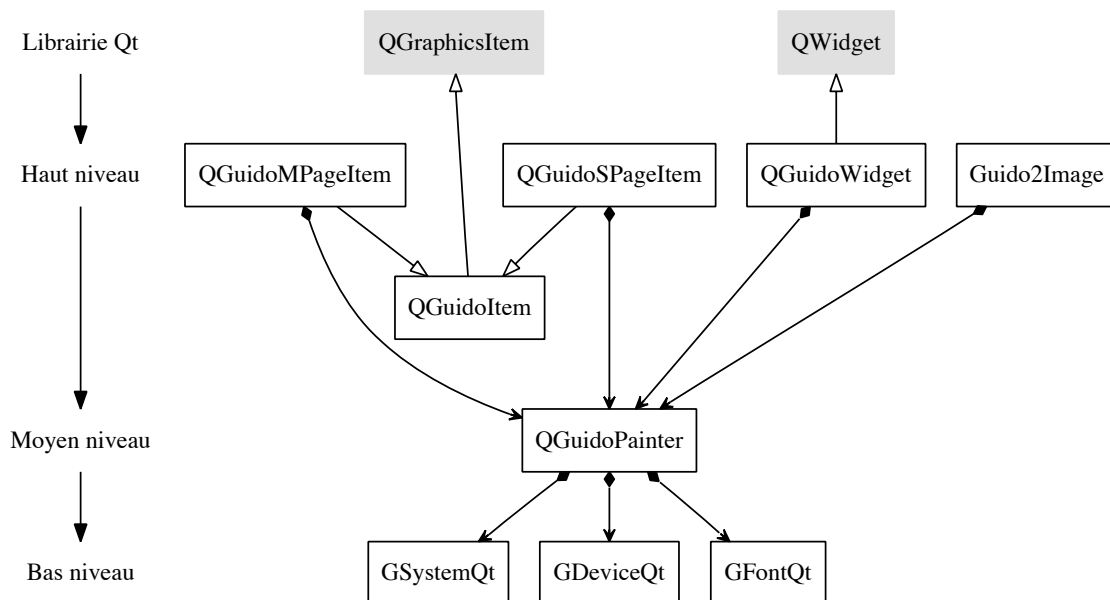 Librairie Qt
QGraphicsItem
QWidget
Haut niveau
QGuidoMPageItem
QGuidoSPageItem
QGuidoWidget
Guido2Image
QGuidoItem
Moyen niveau
QGuidoPainter
Bas niveau
GSystemQt
GDeviceQt
GFontQt